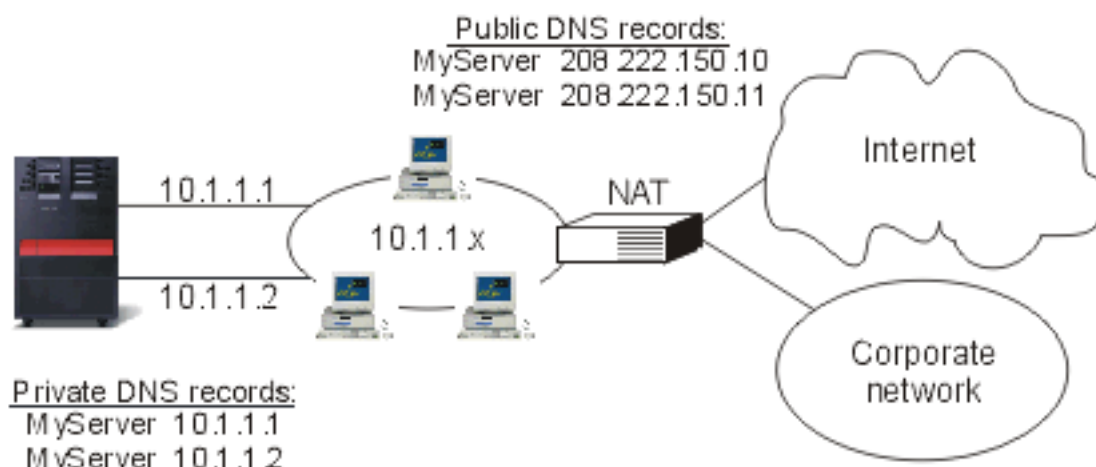 Public DNS records:
MyServer 208.222.150.10
MyServer 208.222.150.11
Internet
NAT
10.1.1.1
10.1.1.x
10.1.1.2
Corporate
network
Private DNS records:
MyServer 10.1.1.1
MyServer 10.1.1.2